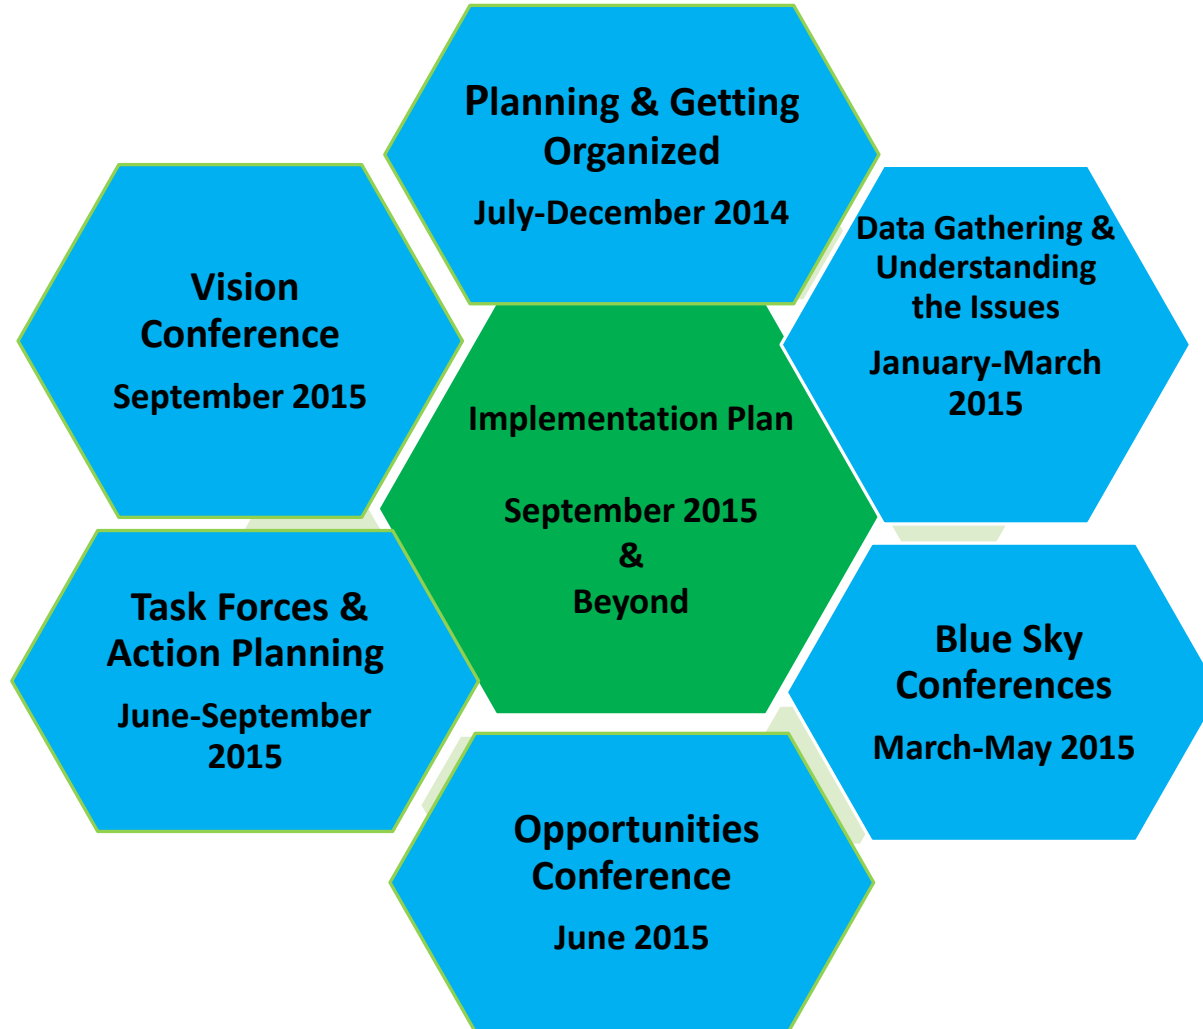 Planning & Getting
Organized
July-December 2014
Data Gathering &
Understanding
the Issues
January-March
2015
Blue Sky
Conferences
March-May 2015
Opportunities
Conference
June 2015
Task Forces &
Action Planning
June-September
2015
Vision
Conference
September 2015
Implementation Plan
September 2015
&
Beyond